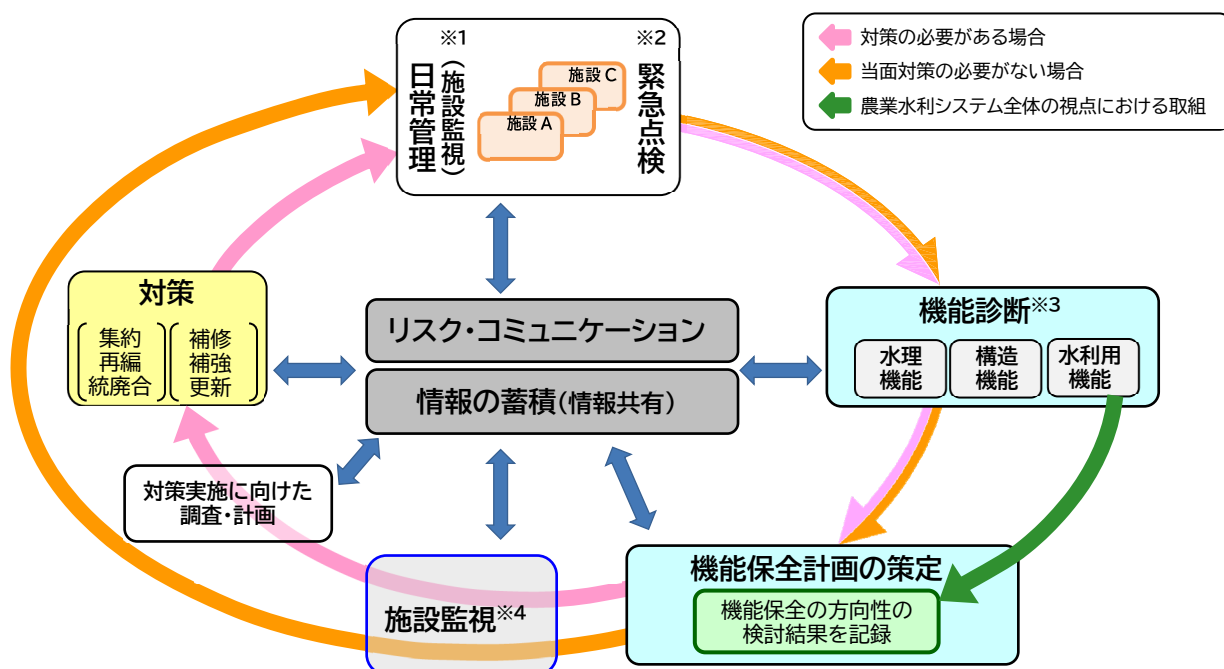 対策の必要がある場合
当面対策の必要がない場合
農業水利システム全体の視点における取組
※1
日常管理
(施設監視)
施設 C
施設 B
施設 A
※2
緊急点検
対策
集約
再編
統廃合
補修
補強
更新
リスク・コミュニケーション
情報の蓄積(情報共有)
機能診断※3
水理
機能
構造
機能
水利用
機能
対策実施に向けた
調査・計画
施設監視※4
機能保全計画の策定
機能保全の方向性の
検討結果を記録